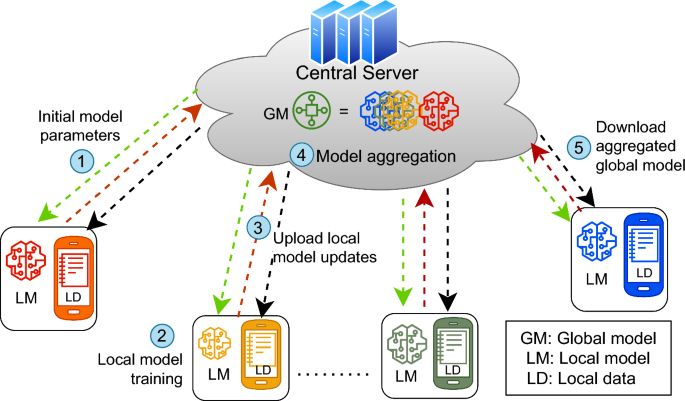 Central Server
GM
=
4 Model aggregation
Initial model
parameters
1
5
Download
aggregated
global model
3
Upload local
model updates
LM
LD
LM
LD
2
Local model
training
LM
LD
..........
LM
LD
GM: Global model
LM: Local model
LD: Local data